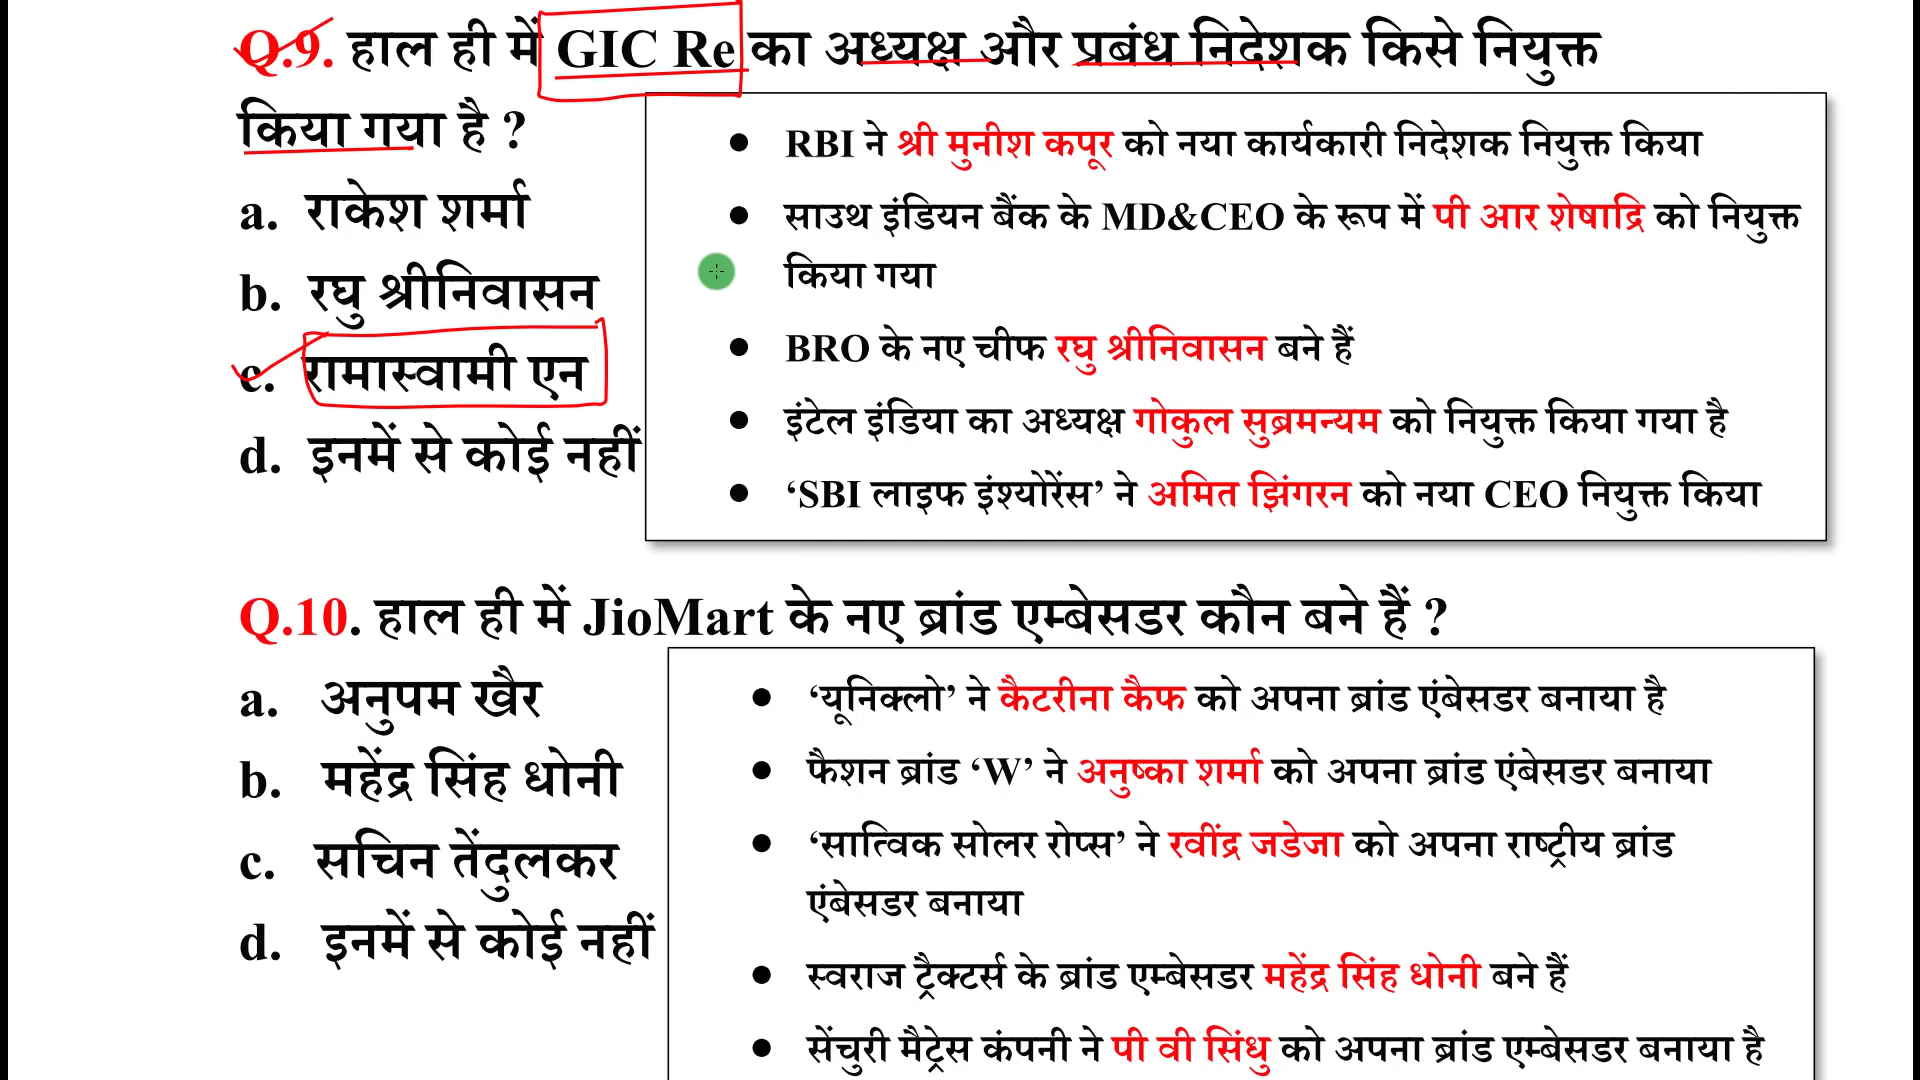 Q.9. हाल ही में GIC Re का अध्यक्ष और प्रबंध निदेशक किसे नियुक्त
किया गया है ?
a. राकेश शर्मा
b. रघु श्रीनिवासन
c. रामास्वामी एन
d. इनमें से कोई नहीं
● RBI ने श्री मुनीश कपूर को नया कार्यकारी निदेशक नियुक्त किया
● साउथ इंडियन बैंक के MD&CEO के रूप में पी आर शेषाद्रि को नियुक्त
किया गया
● BRO के नए चीफ रघु श्रीनिवासन बने हैं
● इंटेल इंडिया का अध्यक्ष गोकुल सुब्रमन्यम को नियुक्त किया गया है
● ‘SBI लाइफ इंश्योरेंस’ ने अमित झिंगरन को नया CEO नियुक्त किया
Q.10. हाल ही में JioMart के नए ब्रांड एम्बेसडर कौन बने हैं ?
a. अनुपम खैर
b. महेंद्र सिंह धोनी
c. सचिन तेंदुलकर
d. इनमें से कोई नहीं
● ‘यूनिक्लो’ ने कैटरीना कैफ को अपना ब्रांड एंबेसडर बनाया है
● फैशन ब्रांड ‘W’ ने अनुष्का शर्मा को अपना ब्रांड एंबेसडर बनाया
● ‘सात्विक सोलर रोप्स’ ने रवींद्र जडेजा को अपना राष्ट्रीय ब्रांड
एंबेसडर बनाया
● स्वराज ट्रैक्टर्स के ब्रांड एम्बेसडर महेंद्र सिंह धोनी बने हैं
● सेंचुरी मैट्रेस कंपनी ने पी वी सिंधु को अपना ब्रांड एम्बेसडर बनाया है